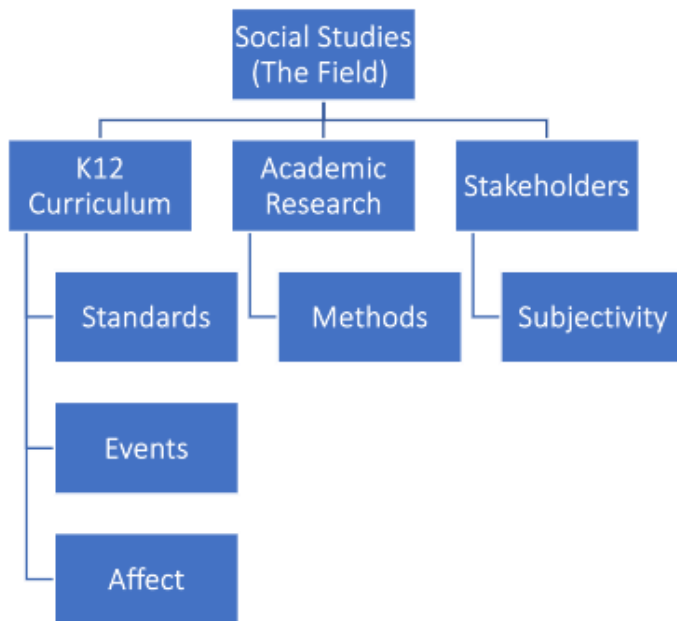 Social Studies
(The Field)
K12
Curriculum
Academic
Research
Stakeholders
Standards
Methods
Subjectivity
Events
Affect